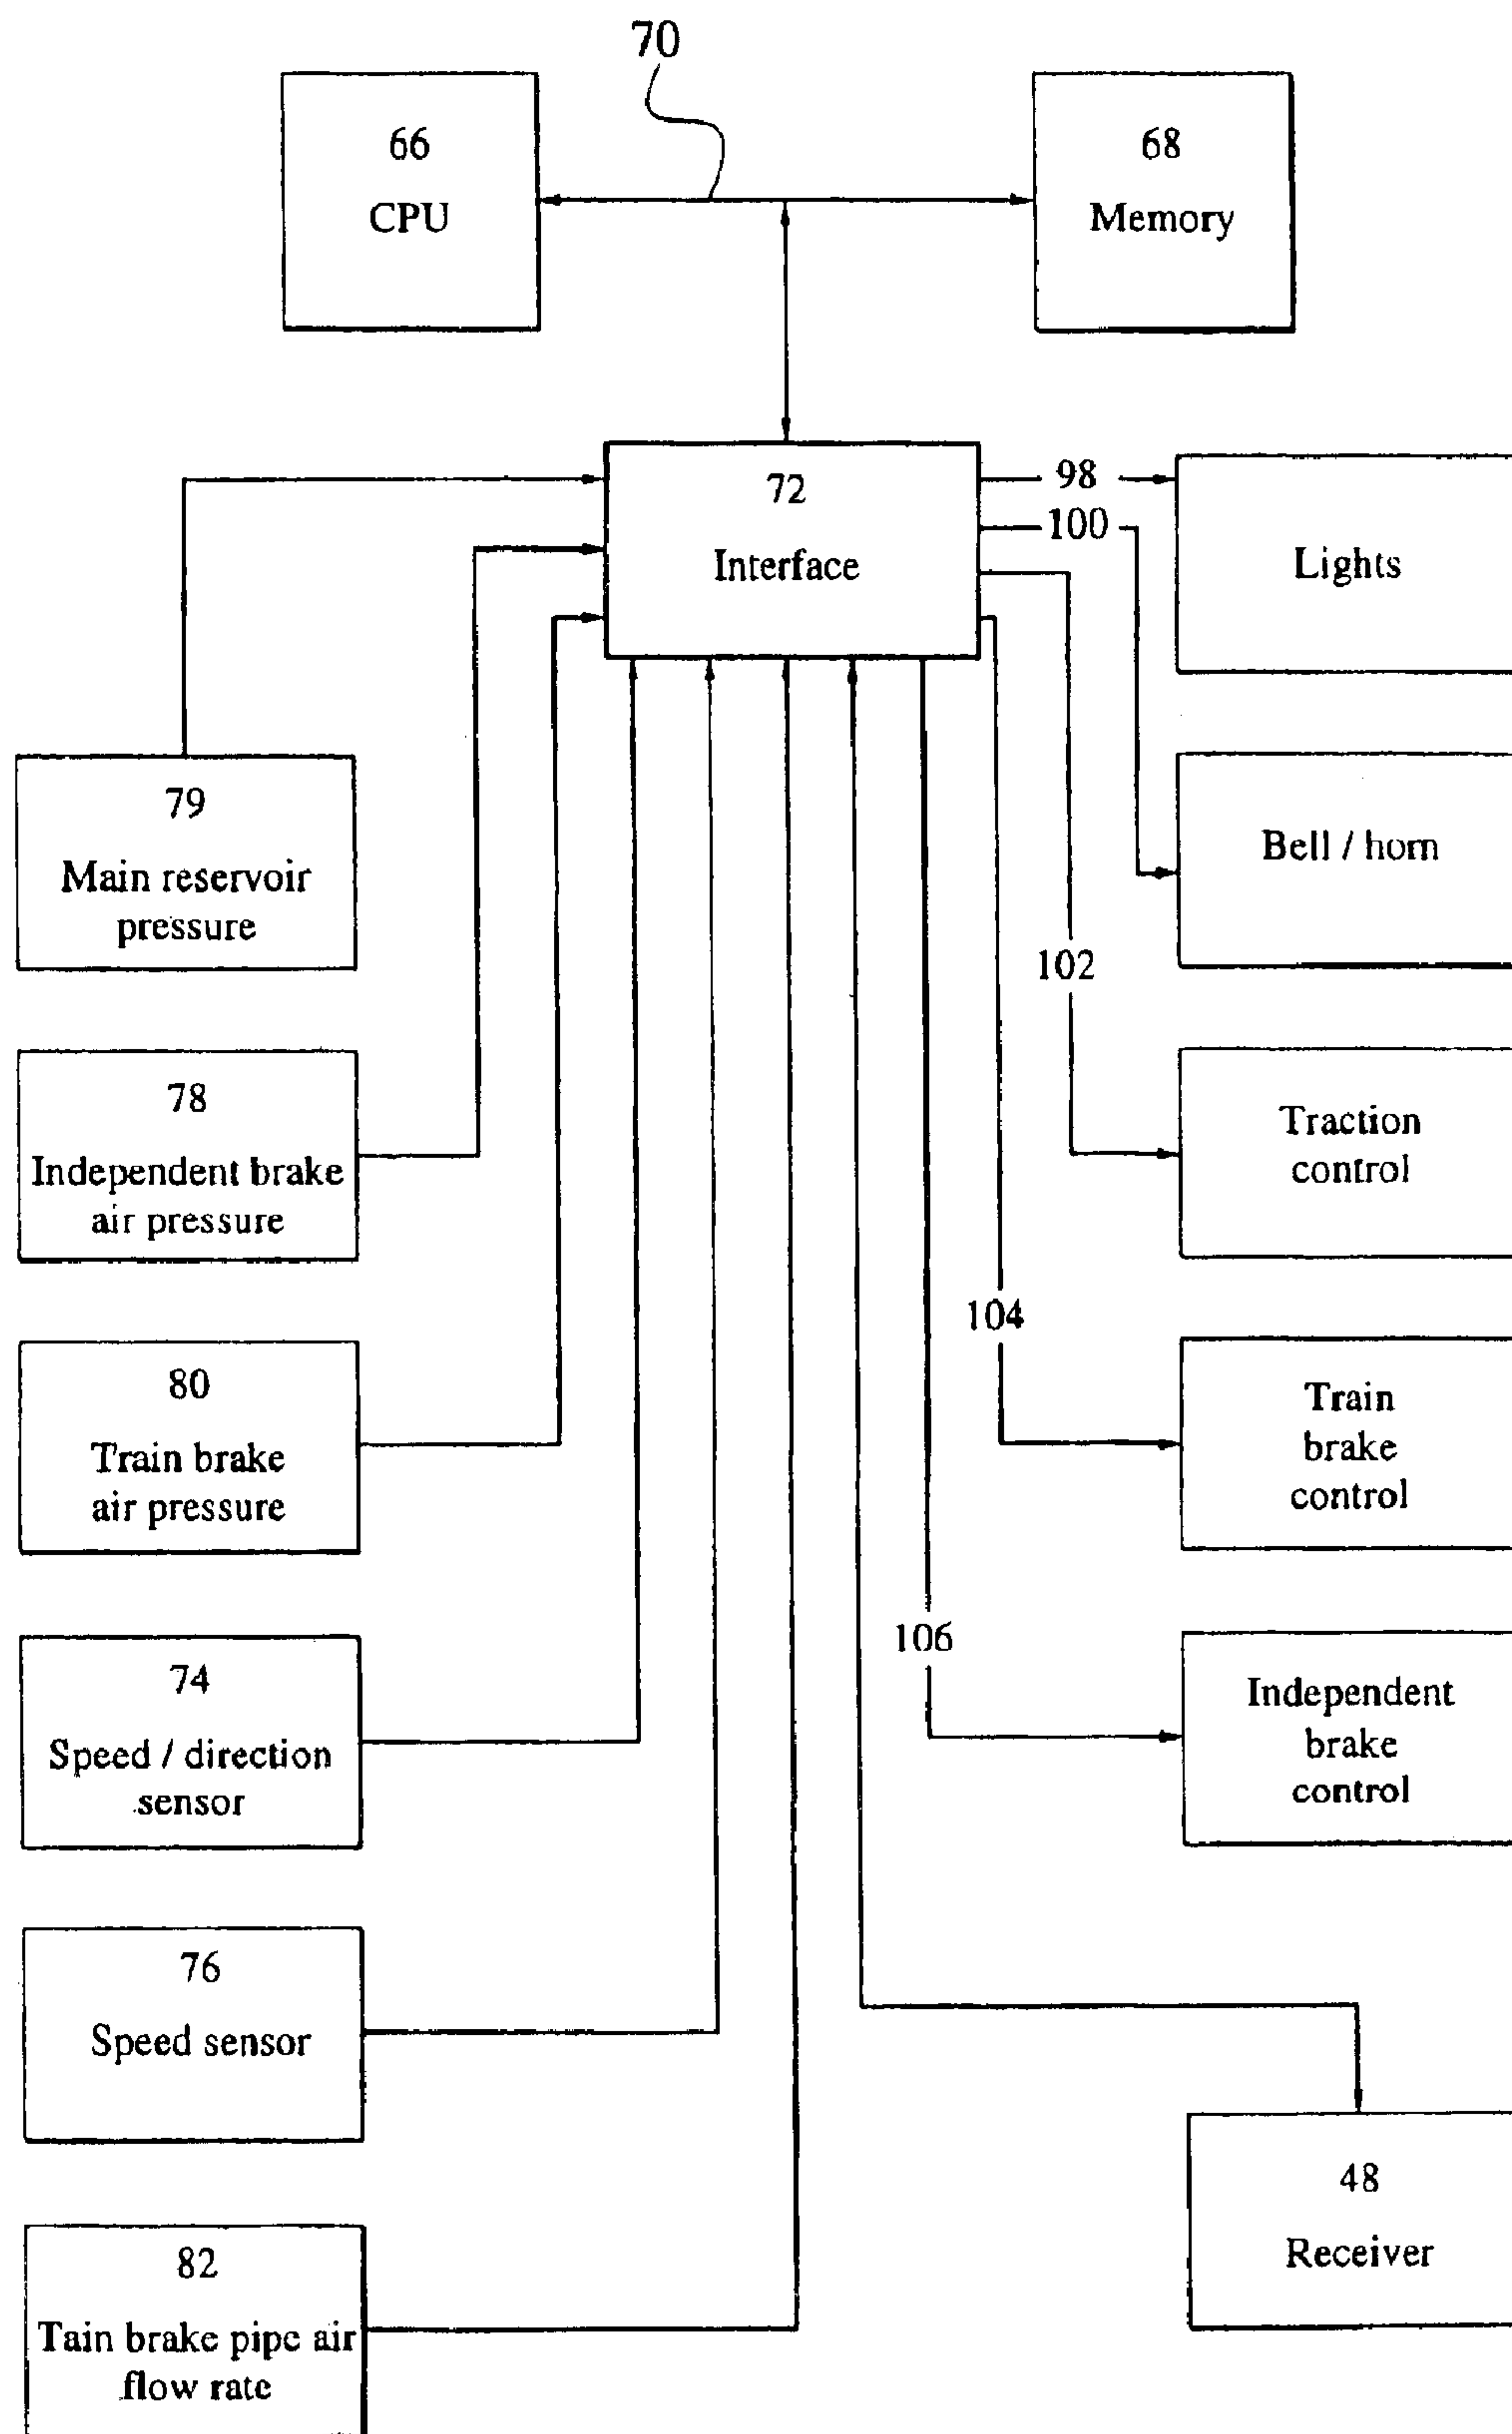 70
66
CPU
68
Memory
72
Interface
98
100
Lights
79
Main reservoir
pressure
Bell / horn
102
78
Independent brake
air pressure
Traction
control
104
80
Train brake
air pressure
Train
brake
control
106
74
Speed / direction
sensor
Independent
brake
control
76
Speed sensor
48
Receiver
82
Tain brake pipe air
flow rate